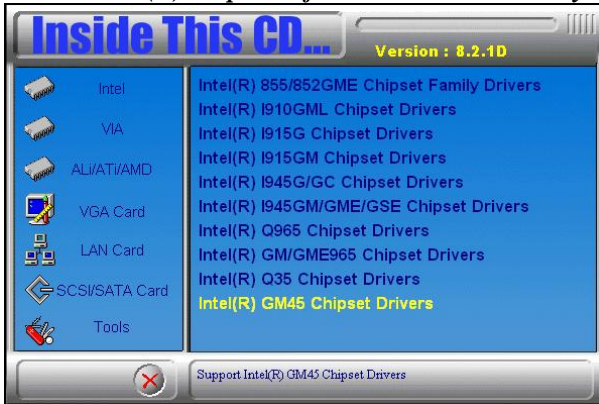 Inside This CD...
Version : 8.2.1D
Intel
VIA
ALi/ATi/AMD
VGA Card
LAN Card
SCSI/SATA Card
Tools
Intel(R) 855/852GME Chipset Family Drivers
Intel(R) I910GML Chipset Drivers
Intel(R) I915G Chipset Drivers
Intel(R) I915GM Chipset Drivers
Intel(R) I945G/GC Chipset Drivers
Intel(R) I945GM/GME/GSE Chipset Drivers
Intel(R) Q965 Chipset Drivers
Intel(R) GM/GME965 Chipset Drivers
Intel(R) Q35 Chipset Drivers
Intel(R) GM45 Chipset Drivers
Support Intel(R) GM45 Chipset Drivers